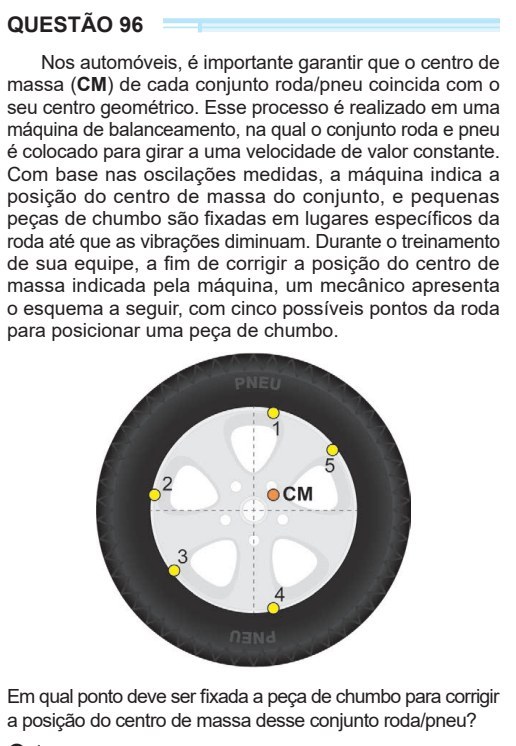 QUESTÃO 96
Nos automóveis, é importante garantir que o centro de
massa (CM) de cada conjunto roda/pneu coincida com o
seu centro geométrico. Esse processo é realizado em uma
máquina de balanceamento, na qual o conjunto roda e pneu
é colocado para girar a uma velocidade de valor constante.
Com base nas oscilações medidas, a máquina indica a
posição do centro de massa do conjunto, e pequenas
peças de chumbo são fixadas em lugares específicos da
roda até que as vibrações diminuam. Durante o treinamento
de sua equipe, a fim de corrigir a posição do centro de
massa indicada pela máquina, um mecânico apresenta
o esquema a seguir, com cinco possíveis pontos da roda
para posicionar uma peça de chumbo.
PNEU
1
5
2
CM
3
4
PNEU
Em qual ponto deve ser fixada a peça de chumbo para corrigir
a posição do centro de massa desse conjunto roda/pneu?